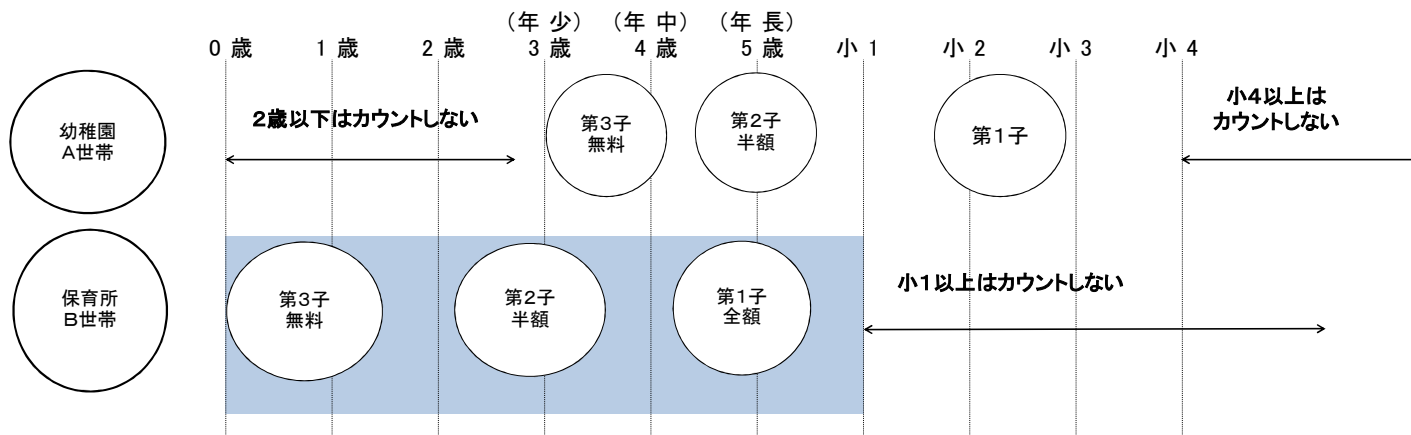 (年 少) (年 中) (年 長)
0 歳 1 歳 2 歳 3 歳 4 歳 5 歳 小 1 小 2 小 3 小 4
幼稚園
A世帯
2歳以下はカウントしない
第3子
無料
第2子
半額
第1子
小4以上は
カウントしない
保育所
B世帯
第3子
無料
第2子
半額
第1子
全額
小1以上はカウントしない